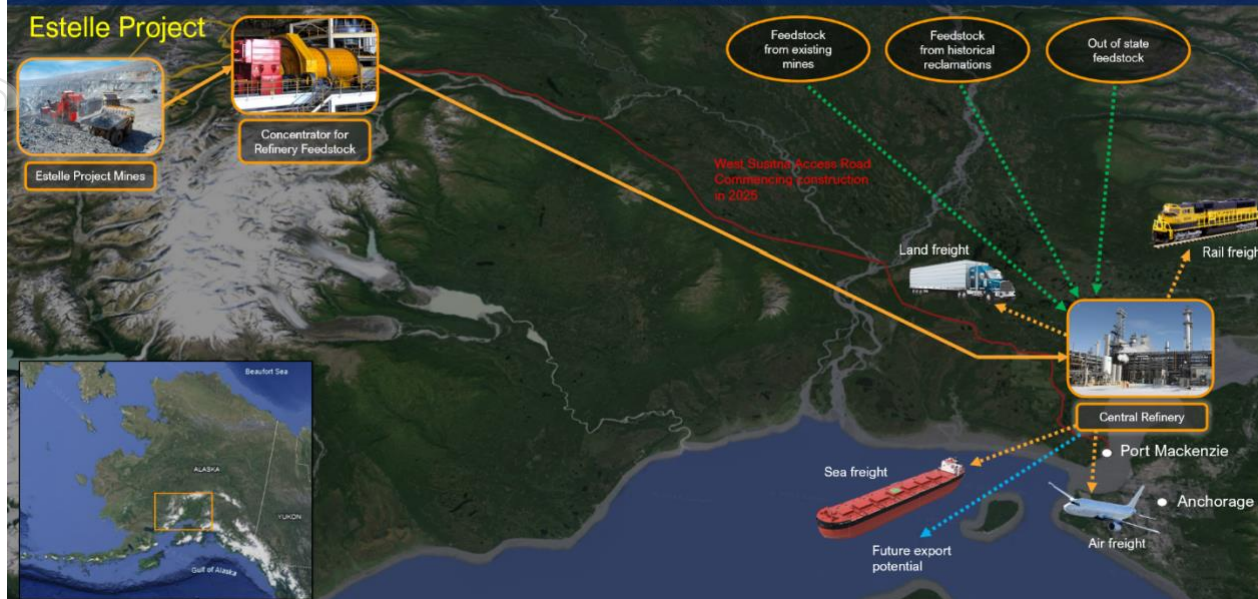 Estelle Project
Estelle Project Mines
Concentrator for
Refinery Feedstock
Feedstock
from existing
mines
Feedstock
from historical
reclamations
Out of state
feedstock
West Susitna Access Road
Commencing construction
in 2025
Land freight
Rail freigh
Central Refinery
Port Mackenzie
Anchorage
Sea freight
Air freight
Future export
potential
Beaufort Sea
ALASKA
YUKON
Gulf of Alaska